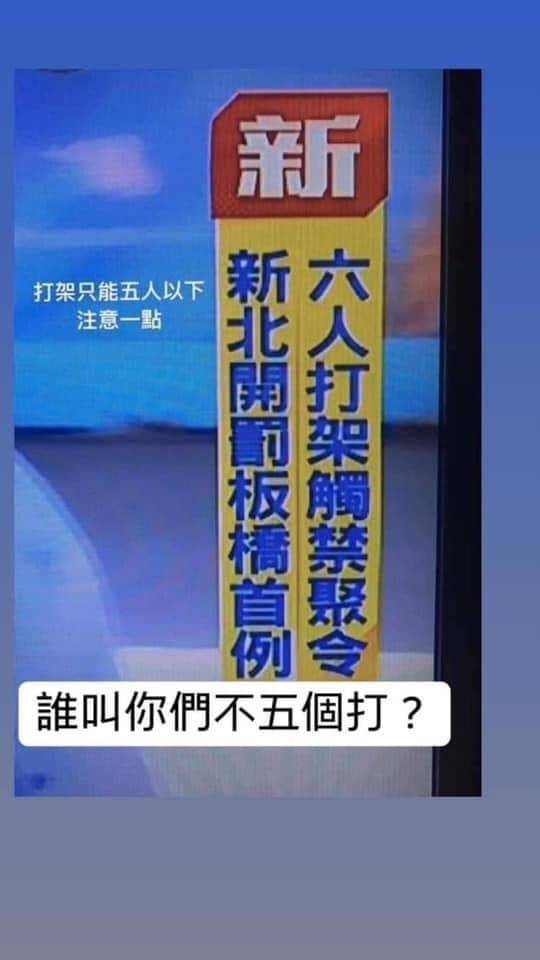 新
打架只能五人以下
注意一點
六人打架觸禁聚令
新北開罰板橋首例
誰叫你們不五個打？